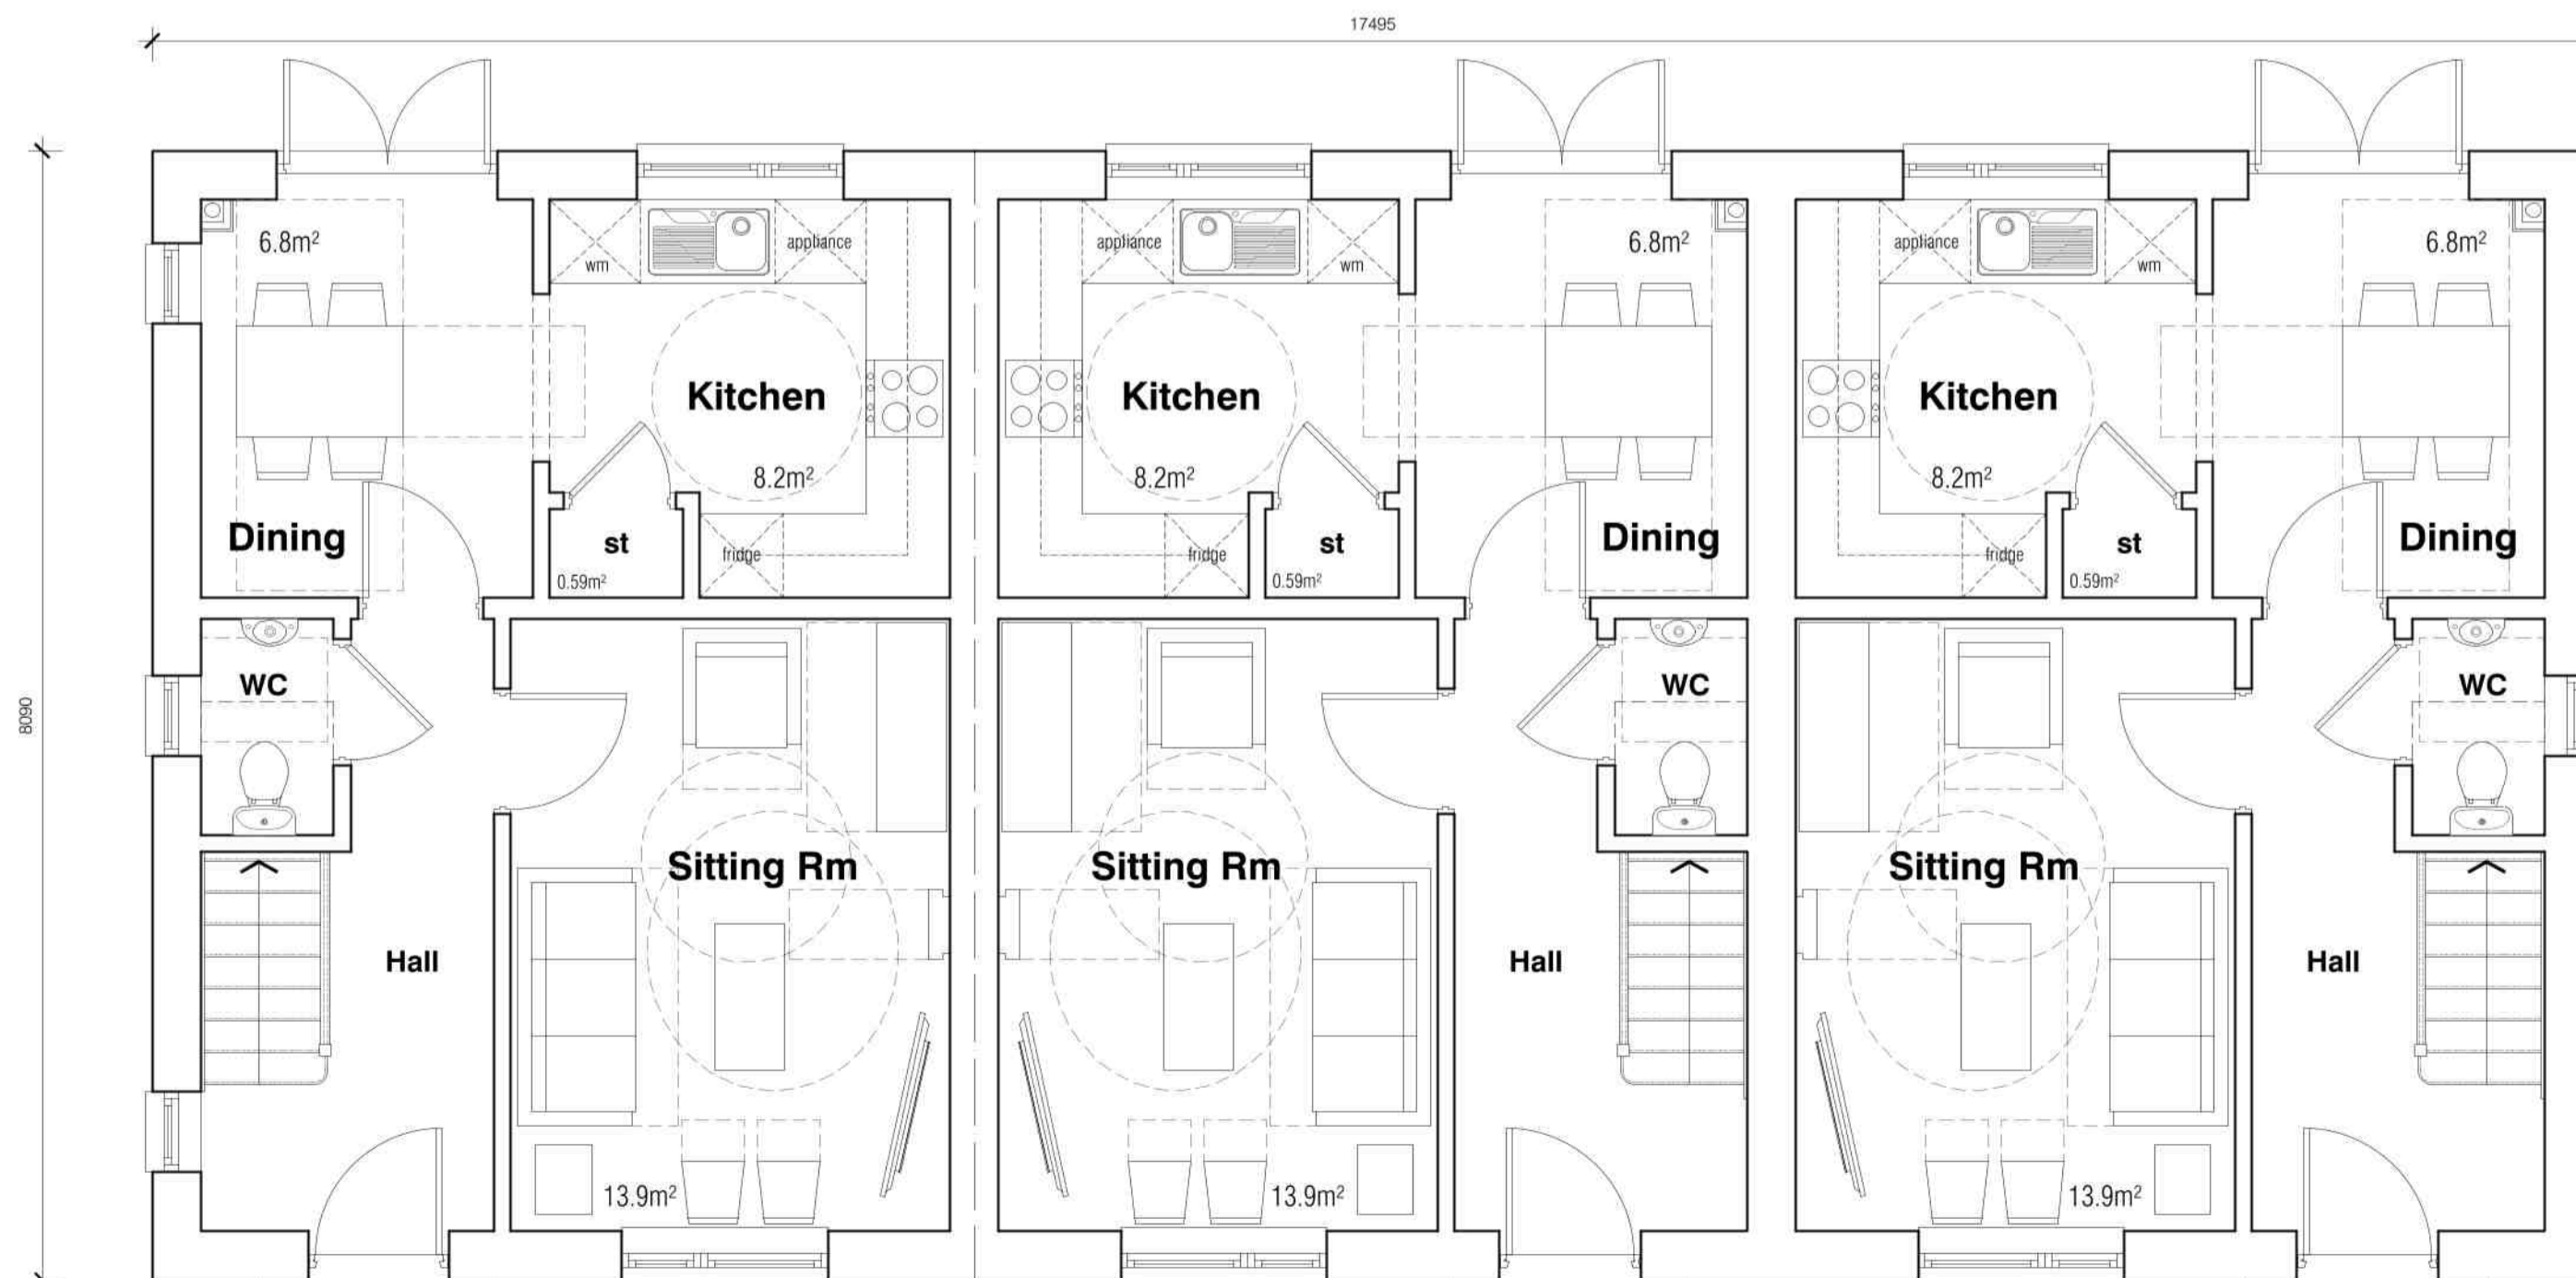 17495
6.8m²
wm
appliance
appliance
wm
6.8m²
appliance
wm
6.8m²
Kitchen
Kitchen
Kitchen
8.2m²
8.2m²
8.2m²
Dining
st
fridge
fridge
st
Dining
fridge
st
Dining
0.59m²
0.59m²
0.59m²
WC
WC
WC
8090
Sitting Rm
Sitting Rm
Sitting Rm
Hall
Hall
Hall
13.9m²
13.9m²
13.9m²